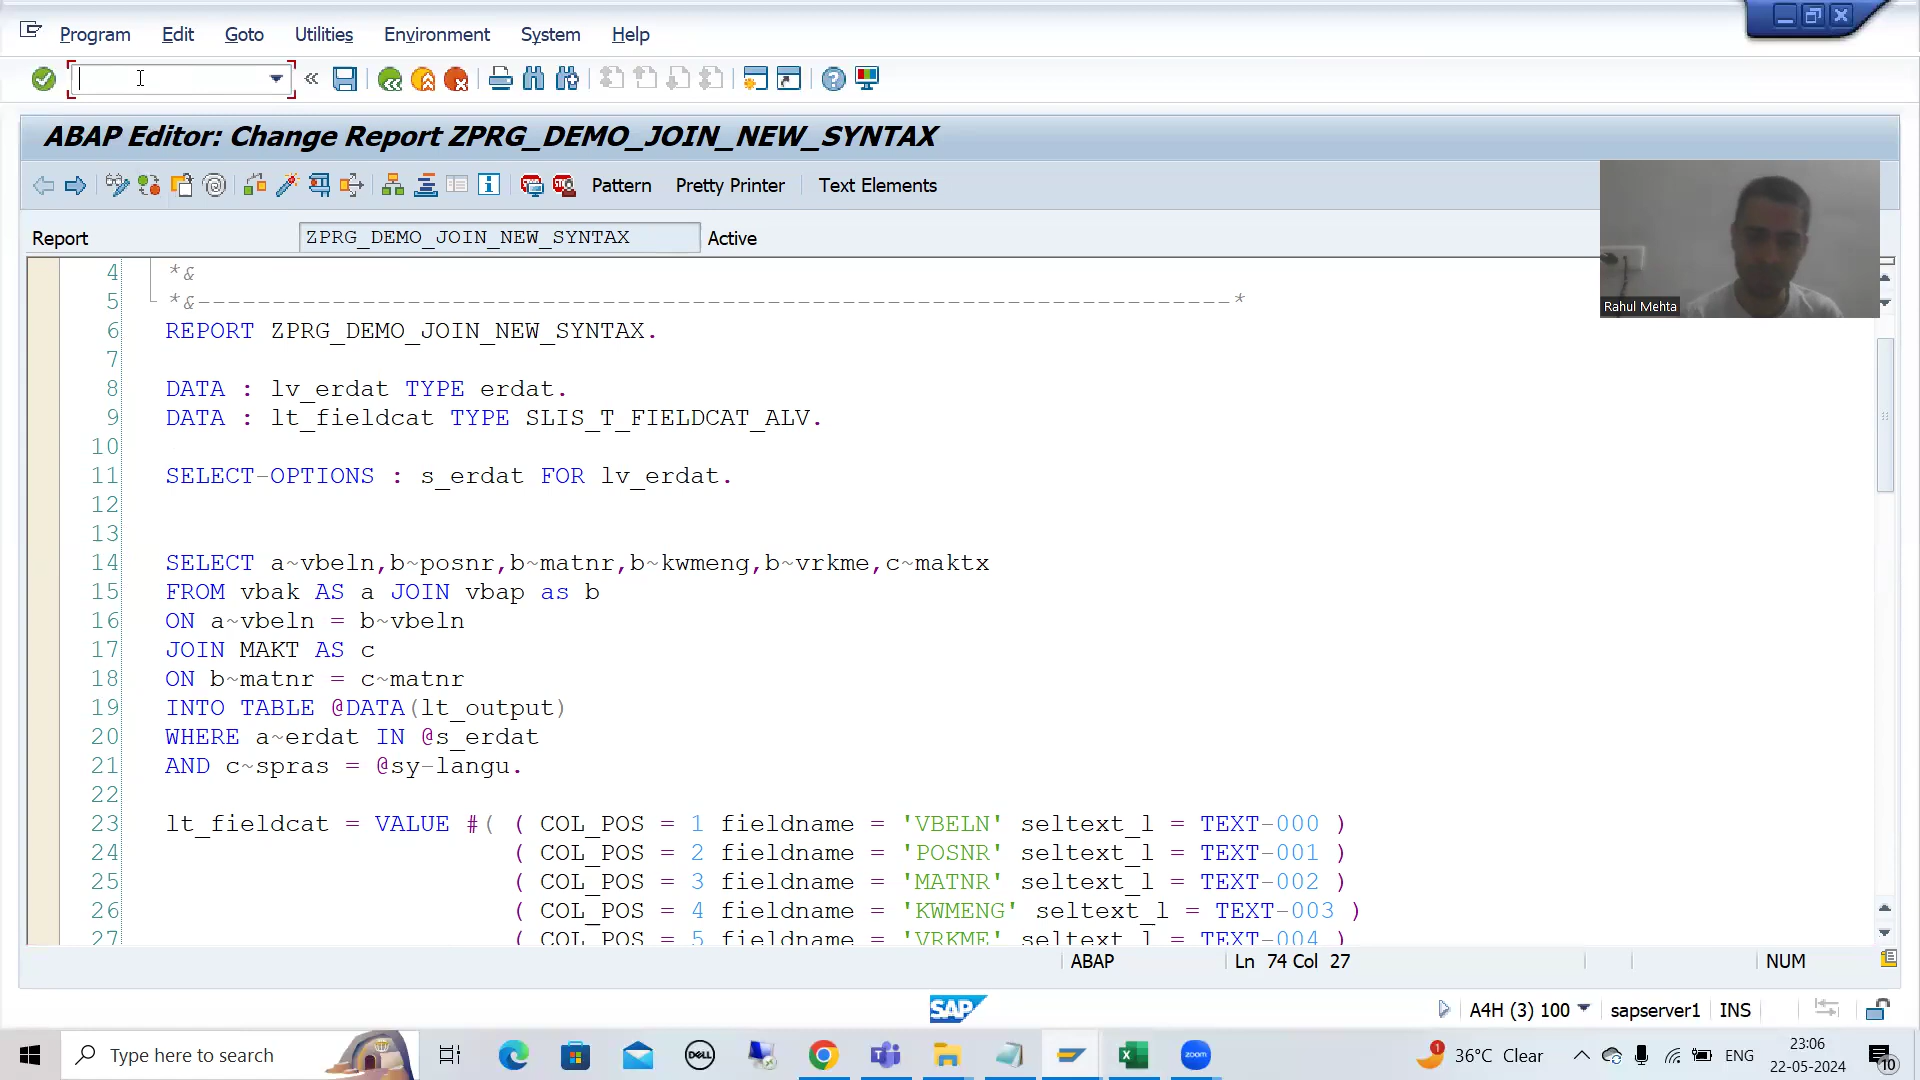 Program Edit Goto Utilities Environment System Help
ABAP Editor: Change Report ZPRG_DEMO_JOIN_NEW_SYNTAX
Pattern Pretty Printer Text Elements
Report ZPRG_DEMO_JOIN_NEW_SYNTAX Active
Rahul Mehta
4 *&
5 *&---------------------------------------------------------------------*
6 REPORT ZPRG_DEMO_JOIN_NEW_SYNTAX.
7
8 DATA : lv_erdat TYPE erdat.
9 DATA : lt_fieldcat TYPE SLIS_T_FIELDCAT_ALV.
10
11 SELECT-OPTIONS : s_erdat FOR lv_erdat.
12
13
14 SELECT a~vbeln,b~posnr,b~matnr,b~kwmeng,b~vrkme,c~maktx
15 FROM vbak AS a JOIN vbap as b
16 ON a~vbeln = b~vbeln
17 JOIN MAKT AS c
18 ON b~matnr = c~matnr
19 INTO TABLE @DATA(lt_output)
20 WHERE a~erdat IN @s_erdat
21 AND c~spras = @sy-langu.
22
23 lt_fieldcat = VALUE #( ( COL_POS = 1 fieldname = 'VBELN' seltext_l = TEXT-000 )
24 ( COL_POS = 2 fieldname = 'POSNR' seltext_l = TEXT-001 )
25 ( COL_POS = 3 fieldname = 'MATNR' seltext_l = TEXT-002 )
26 ( COL_POS = 4 fieldname = 'KWMENG' seltext_l = TEXT-003 )
27 ( COL_POS = 5 fieldname = 'VRKME' seltext_l = TEXT-004 )
ABAP Ln 74 Col 27 NUM
SAP A4H (3) 100 sapserver1 INS
Type here to search DELL zoom 1 36°C Clear ENG 23:06
22-05-2024 10